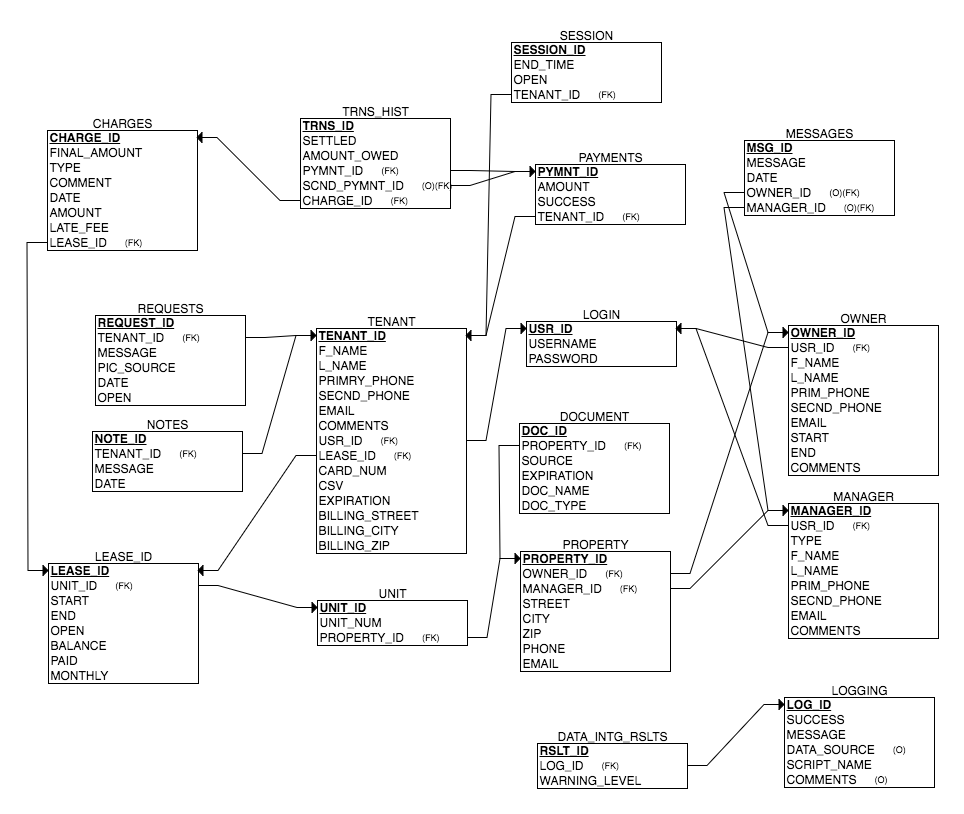 SESSION
SESSION_ID
END_TIME
OPEN
TENANT_ID (FK)
TRNS_HIST
TRNS_ID
SETTLED
AMOUNT_OWED
PYMNT_ID (FK)
SCND_PYMNT_ID (O)(FK
CHARGE_ID (FK)
CHARGES
CHARGE_ID
FINAL_AMOUNT
TYPE
COMMENT
DATE
AMOUNT
LATE_FEE
LEASE_ID (FK)
PAYMENTS
PYMNT_ID
AMOUNT
SUCCESS
TENANT_ID (FK)
MESSAGES
MSG_ID
MESSAGE
DATE
OWNER_ID (O)(FK)
MANAGER_ID (O)(FK)
REQUESTS
REQUEST_ID
TENANT_ID (FK)
MESSAGE
PIC_SOURCE
DATE
OPEN
NOTES
NOTE_ID
TENANT_ID (FK)
MESSAGE
DATE
TENANT
TENANT_ID
F_NAME
L_NAME
PRIMRY_PHONE
SECND_PHONE
EMAIL
COMMENTS
USR_ID (FK)
LEASE_ID (FK)
CARD_NUM
CSV
EXPIRATION
BILLING_STREET
BILLING_CITY
BILLING_ZIP
LOGIN
USR_ID
USERNAME
PASSWORD
OWNER
OWNER_ID
USR_ID (FK)
F_NAME
L_NAME
PRIM_PHONE
SECND_PHONE
EMAIL
START
END
COMMENTS
DOCUMENT
DOC_ID
PROPERTY_ID (FK)
SOURCE
EXPIRATION
DOC_NAME
DOC_TYPE
MANAGER
MANAGER_ID
USR_ID (FK)
TYPE
F_NAME
L_NAME
PRIM_PHONE
SECND_PHONE
EMAIL
COMMENTS
LEASE_ID
LEASE_ID
UNIT_ID (FK)
START
END
OPEN
BALANCE
PAID
MONTHLY
UNIT
UNIT_ID
UNIT_NUM
PROPERTY_ID (FK)
PROPERTY
PROPERTY_ID
OWNER_ID (FK)
MANAGER_ID (FK)
STREET
CITY
ZIP
PHONE
EMAIL
DATA_INTG_RSLTS
RSLT_ID
LOG_ID (FK)
WARNING_LEVEL
LOGGING
LOG_ID
SUCCESS
MESSAGE
DATA_SOURCE (O)
SCRIPT_NAME
COMMENTS (O)